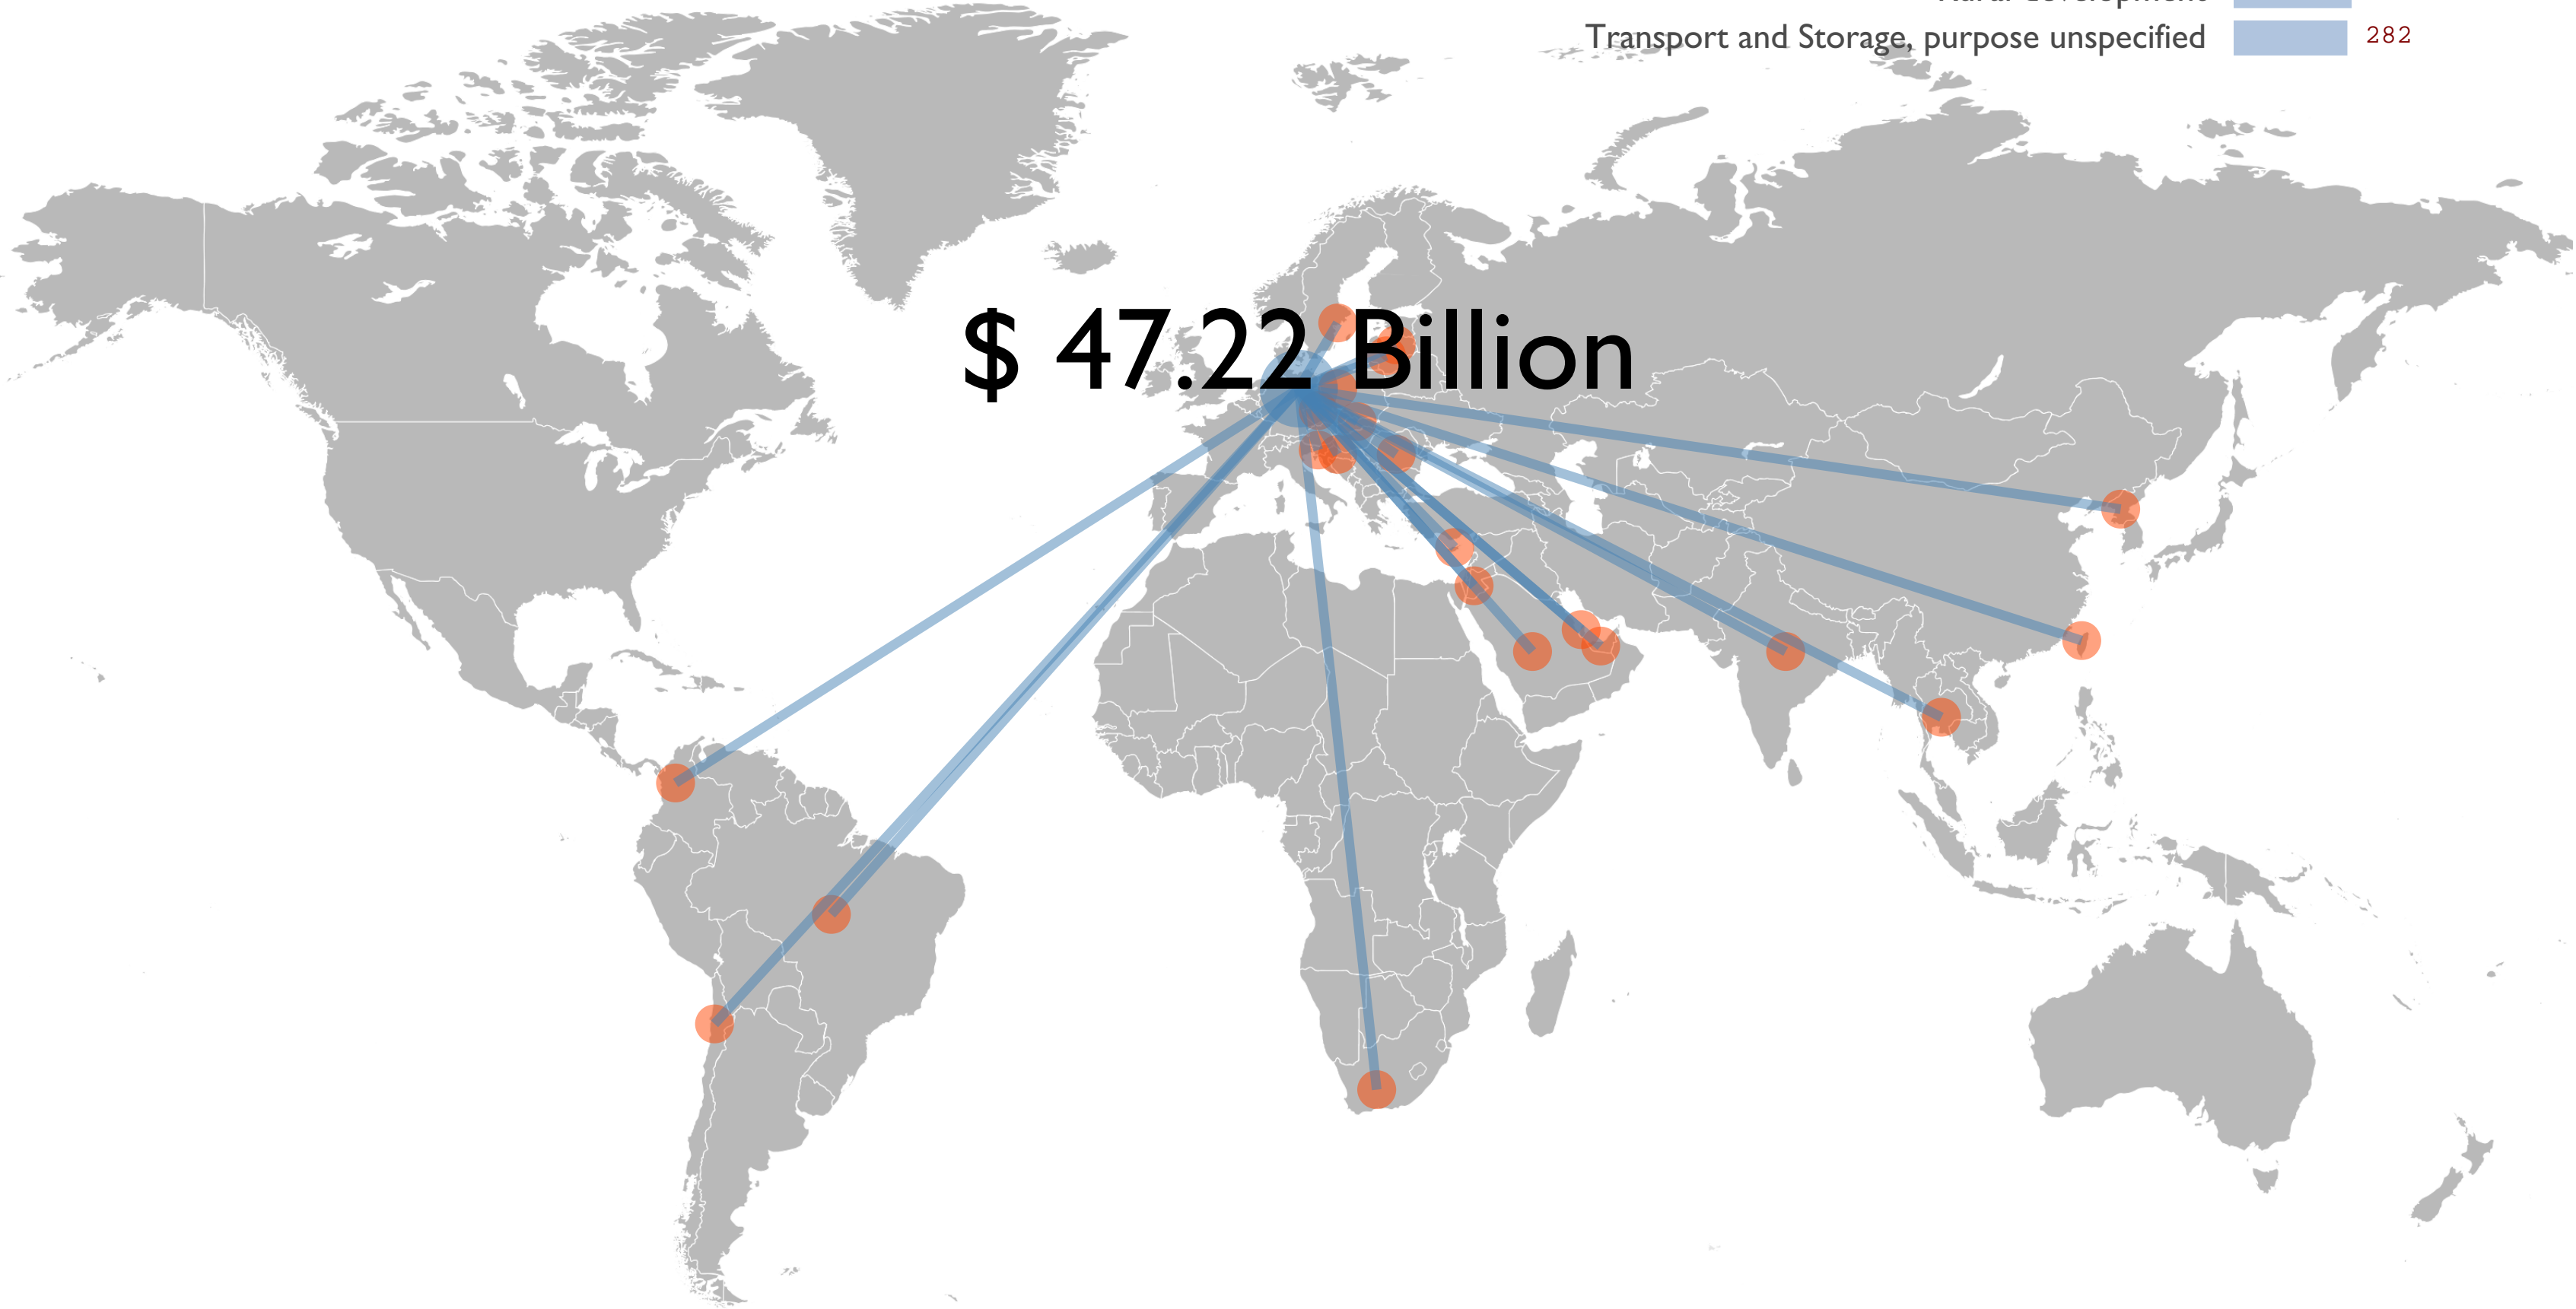 Transport and Storage, purpose unspecified 282
$ 47.22 Billion